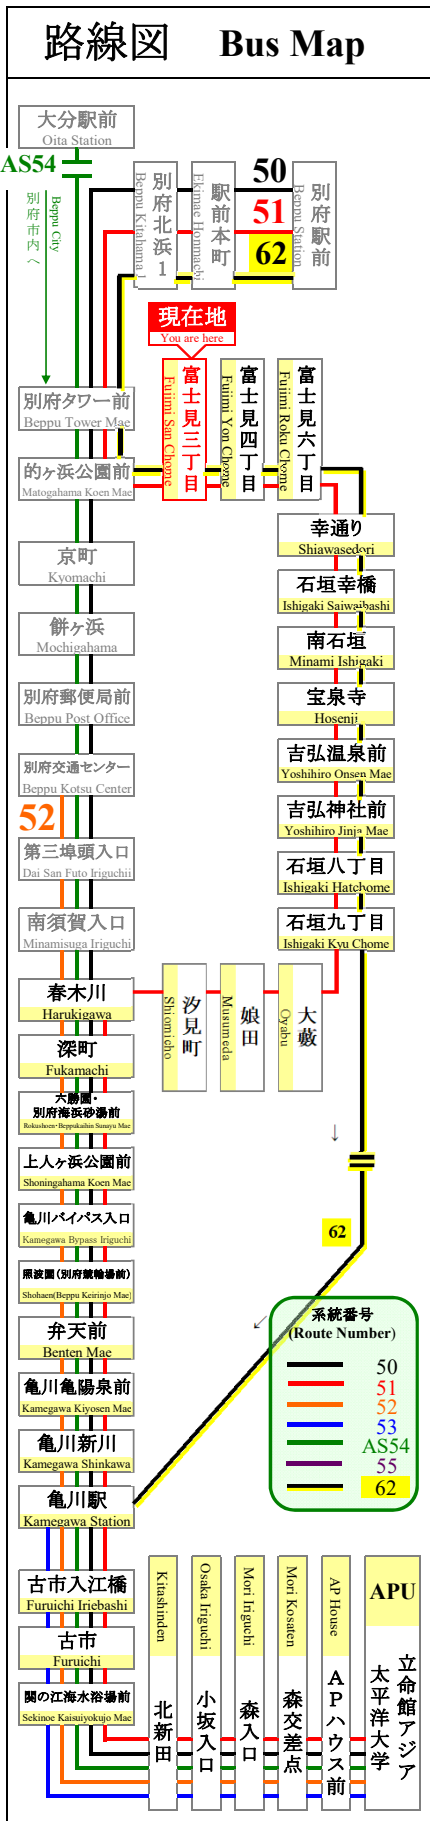 路線図 Bus Map
大分駅前
Oita Station
AS54
Beppu City
別府市内へ
別府北浜1
Beppu Kitahama 1
駅前本町
Ekimae Honmachi
50
51
62
別府駅前
Beppu Station
現在地
You are here
別府タワー前
Beppu Tower Mae
富士見三丁目
Fujimi San Chome
富士見四丁目
Fujimi Yon Chome
富士見六丁目
Fujimi Roku Chome
的ヶ浜公園前
Matogahama Koen Mae
幸通り
Shiawasedori
京町
Kyomachi
石垣幸橋
Ishigaki Saiwaibashi
餅ヶ浜
Mochigahama
南石垣
Minami Ishigaki
別府郵便局前
Beppu Post Office
宝泉寺
Hosenji
別府交通センター
Beppu Kotsu Center
吉弘温泉前
Yoshihiro Onsen Mae
52
吉弘神社前
Yoshihiro Jinja Mae
第三埠頭入口
Dai San Futo Iriguchii
石垣八丁目
Ishigaki Hatchome
南須賀入口
Minamisuga Iriguchi
石垣九丁目
Ishigaki Kyu Chome
春木川
Harukigawa
汐見町
Shiomicho
娘田
Musumeda
大藪
Oyabu
深町
Fukamachi
六勝園・
別府海浜砂湯前
Rokushoen・Beppukaihin Sunayu Mae
上人ヶ浜公園前
Shoningahama Koen Mae
亀川バイパス入口
Kamegawa Bypass Iriguchi
62
照波園(別府競輪場前)
Shohaen(Beppu Keirinjo Mae)
弁天前
Benten Mae
亀川亀陽泉前
Kamegawa Kiyosen Mae
亀川新川
Kamegawa Shinkawa
亀川駅
Kamegawa Station
系統番号
(Route Number)
50
51
52
53
AS54
55
62
古市入江橋
Furuichi Iriebashi
古市
Furuichi
関の江海水浴場前
Sekinoe Kaisuiyokujo Mae
Kitashinden
北新田
Osaka Iriguchi
小坂入口
Mori Iriguchi
森入口
Mori Kosaten
森交差点
AP House
APハウス前
APU
立命館アジア
太平洋大学